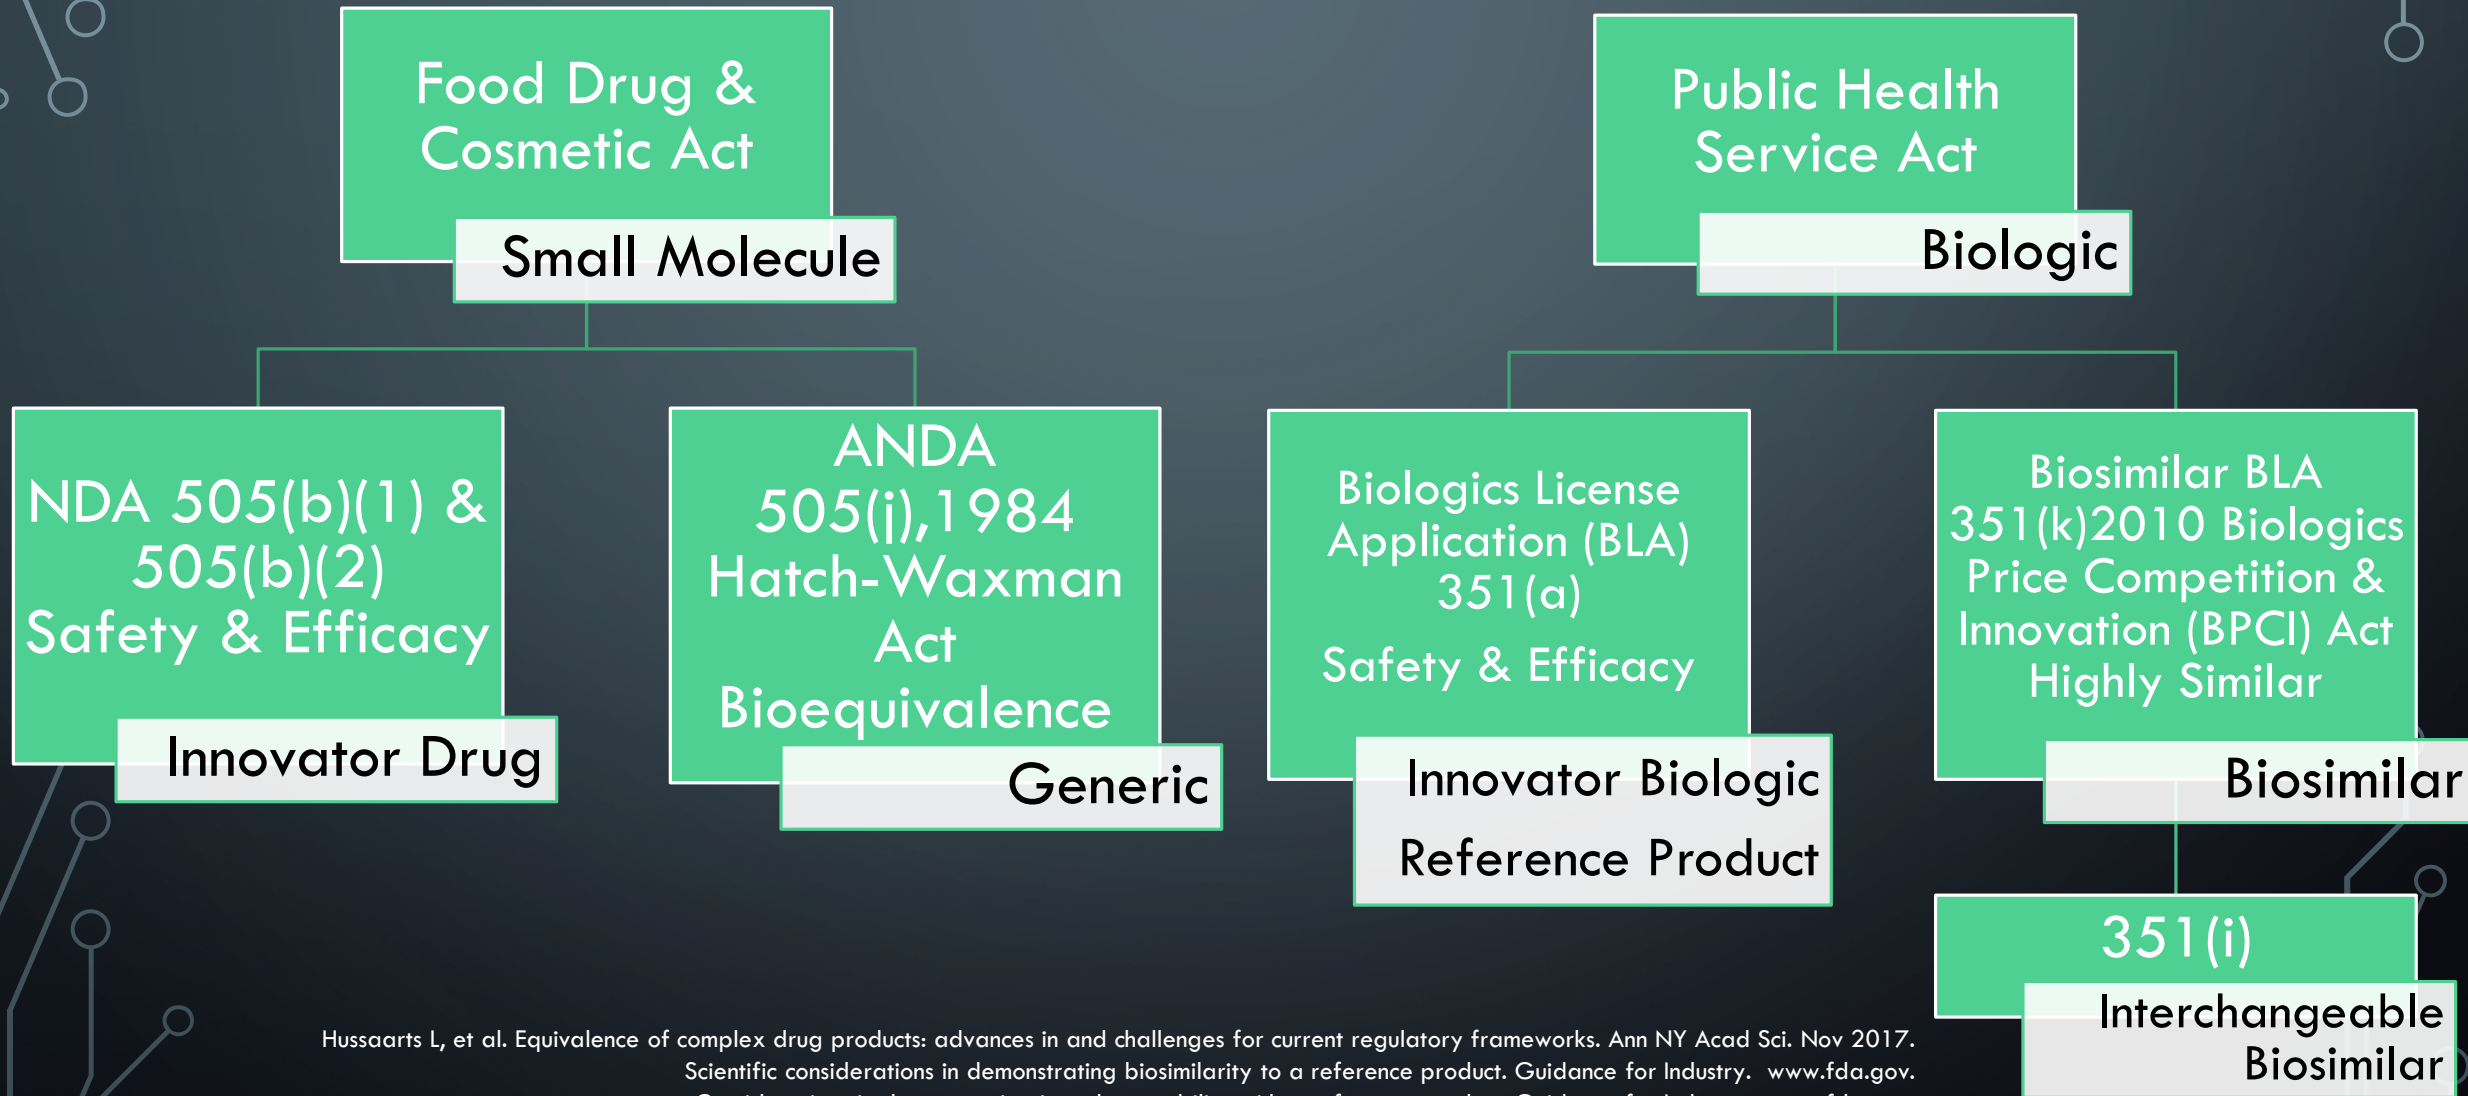 Food Drug &
Cosmetic Act
Small Molecule
NDA 505(b)(1) &
505(b)(2)
Safety & Efficacy
Innovator Drug
ANDA
505(j),1984
Hatch-Waxman
Act
Bioequivalence
Generic
Public Health
Service Act
Biologic
Biologics License
Application (BLA)
351(a)
Safety & Efficacy
Innovator Biologic
Reference Product
Biosimilar BLA
351(k)2010 Biologics
Price Competition &
Innovation (BPCI) Act
Highly Similar
Biosimilar
351(i)
Interchangeable
Biosimilar
Hussaarts L, et al. Equivalence of complex drug products: advances in and challenges for current regulatory frameworks. Ann NY Acad Sci. Nov 2017.
Scientific considerations in demonstrating biosimilarity to a reference product. Guidance for Industry. www.fda.gov.